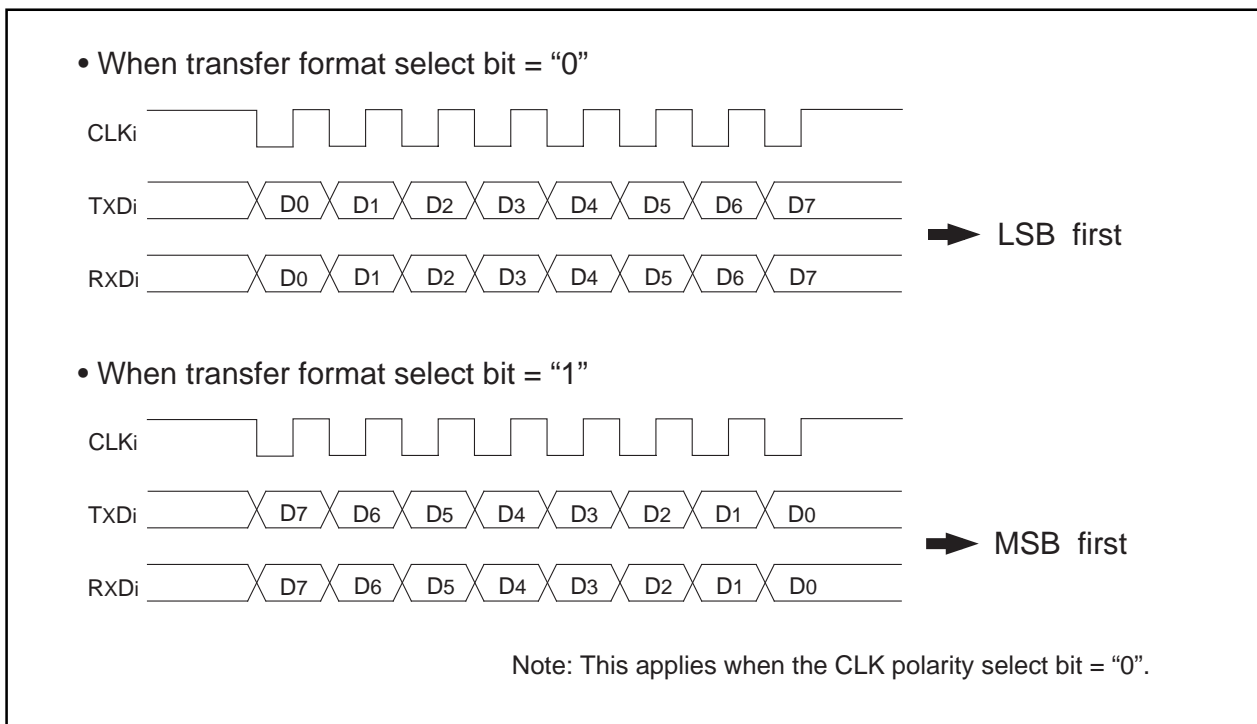 • When transfer format select bit = “0”
CLKi
TXDi D0 D1 D2 D3 D4 D5 D6 D7
LSB first
RXDi D0 D1 D2 D3 D4 D5 D6 D7
• When transfer format select bit = “1”
CLKi
TXDi D7 D6 D5 D4 D3 D2 D1 D0
MSB first
RXDi D7 D6 D5 D4 D3 D2 D1 D0
Note: This applies when the CLK polarity select bit = “0”.